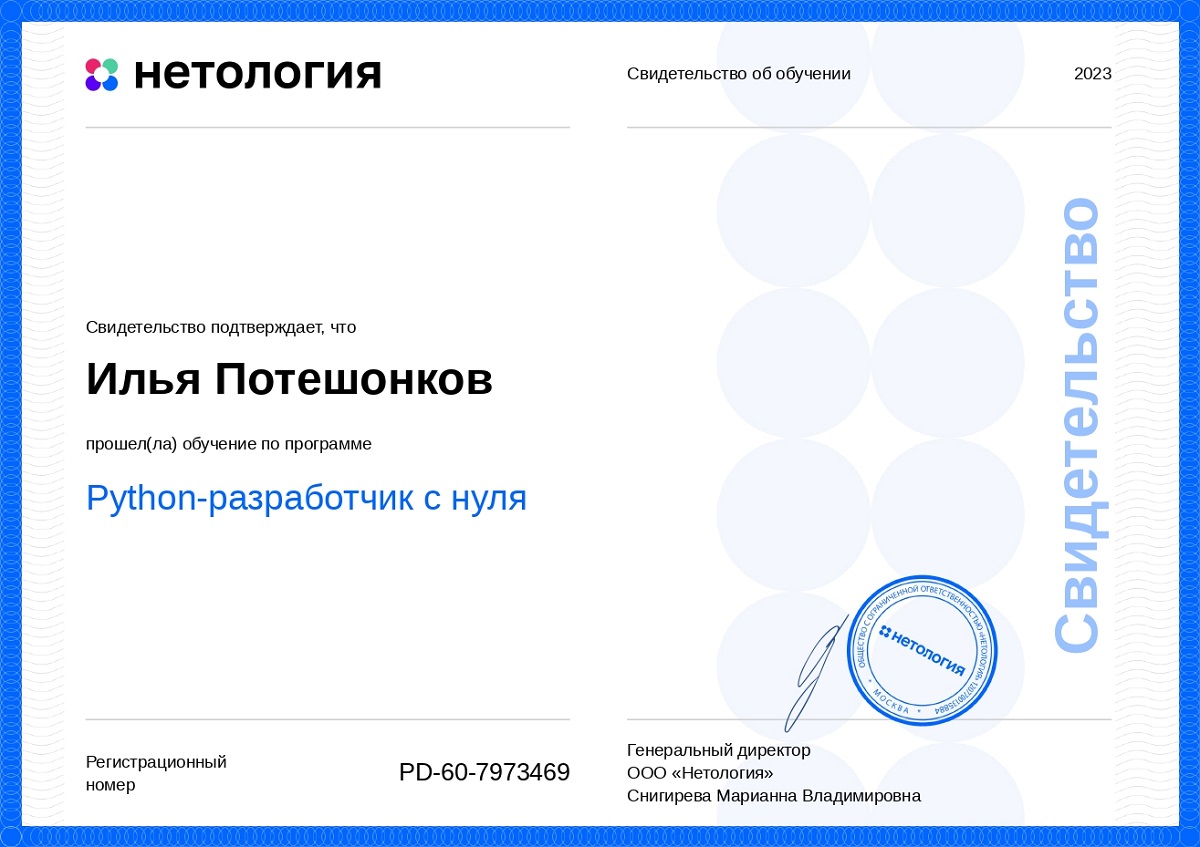 нетология
Свидетельство об обучении
2023
Свидетельство подтверждает, что
Илья Потешонков
прошел(ла) обучение по программе
Python-разработчик с нуля
Свидетельство
ОБЩЕСТВО С ОГРАНИЧЕННОЙ ОТВЕТСТВЕННОСТЬЮ «НЕТОЛОГИЯ» 1207700135884
* МОСКВА *
нетология
Регистрационный
номер
PD-60-7973469
Генеральный директор
ООО «Нетология»
Снигирева Марианна Владимировна